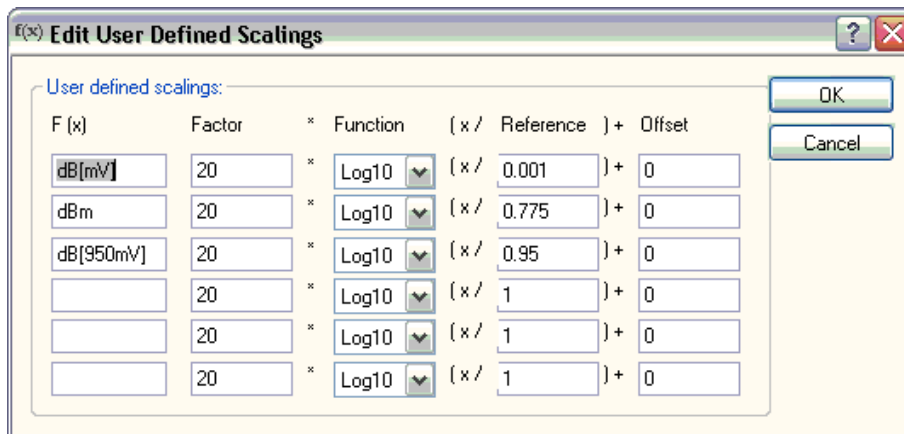 f(x) Edit User Defined Scalings ?
User defined scalings:
OK
F (x) Factor * Function ( x / Reference ) + Offset
Cancel
dB[mV] 20 * Log10 ( x / 0.001 ) + 0
dBm 20 * Log10 ( x / 0.775 ) + 0
dB[950mV] 20 * Log10 ( x / 0.95 ) + 0
20 * Log10 ( x / 1 ) + 0
20 * Log10 ( x / 1 ) + 0
20 * Log10 ( x / 1 ) + 0